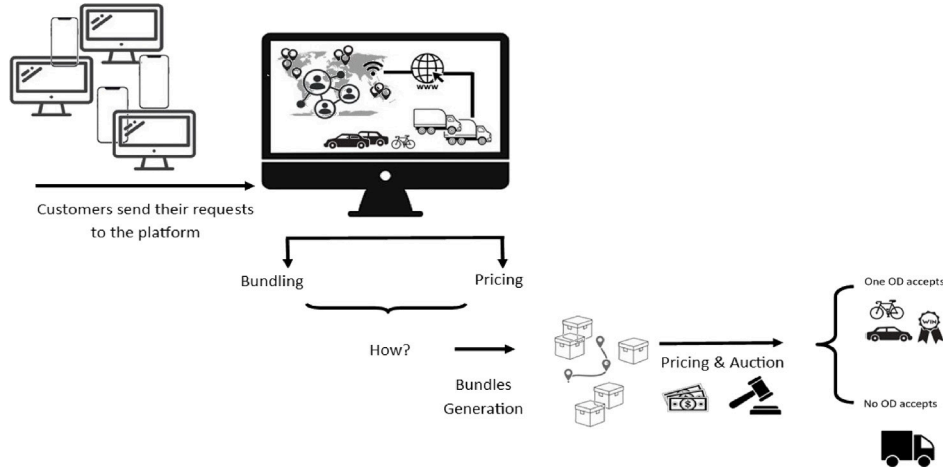 www
Customers send their requests
to the platform
Bundling
Pricing
How?
Bundles
Generation
Pricing & Auction
$
One OD accepts
WIN
No OD accepts